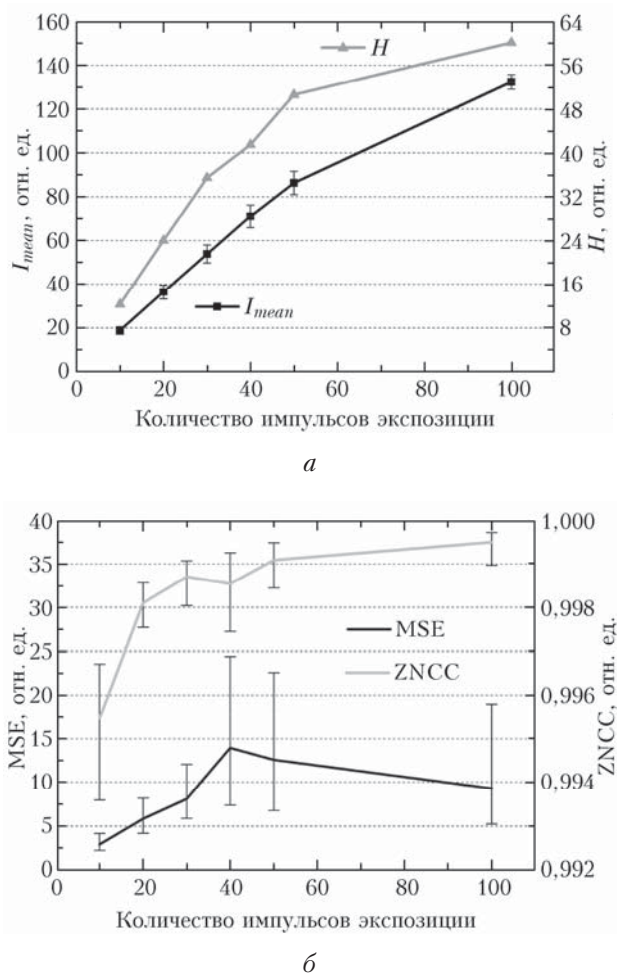 160
140
120
100
80
60
40
20
0
I_mean, отн. ед.
64
56
48
40
32
24
16
8
H, отн. ед.
H
I_mean
0 20 40 60 80 100
Количество импульсов экспозиции
а
40
35
30
25
20
15
10
5
0
MSE, отн. ед.
1,000
0,998
0,996
0,994
0,992
ZNCC, отн. ед.
MSE
ZNCC
0 20 40 60 80 100
Количество импульсов экспозиции
б